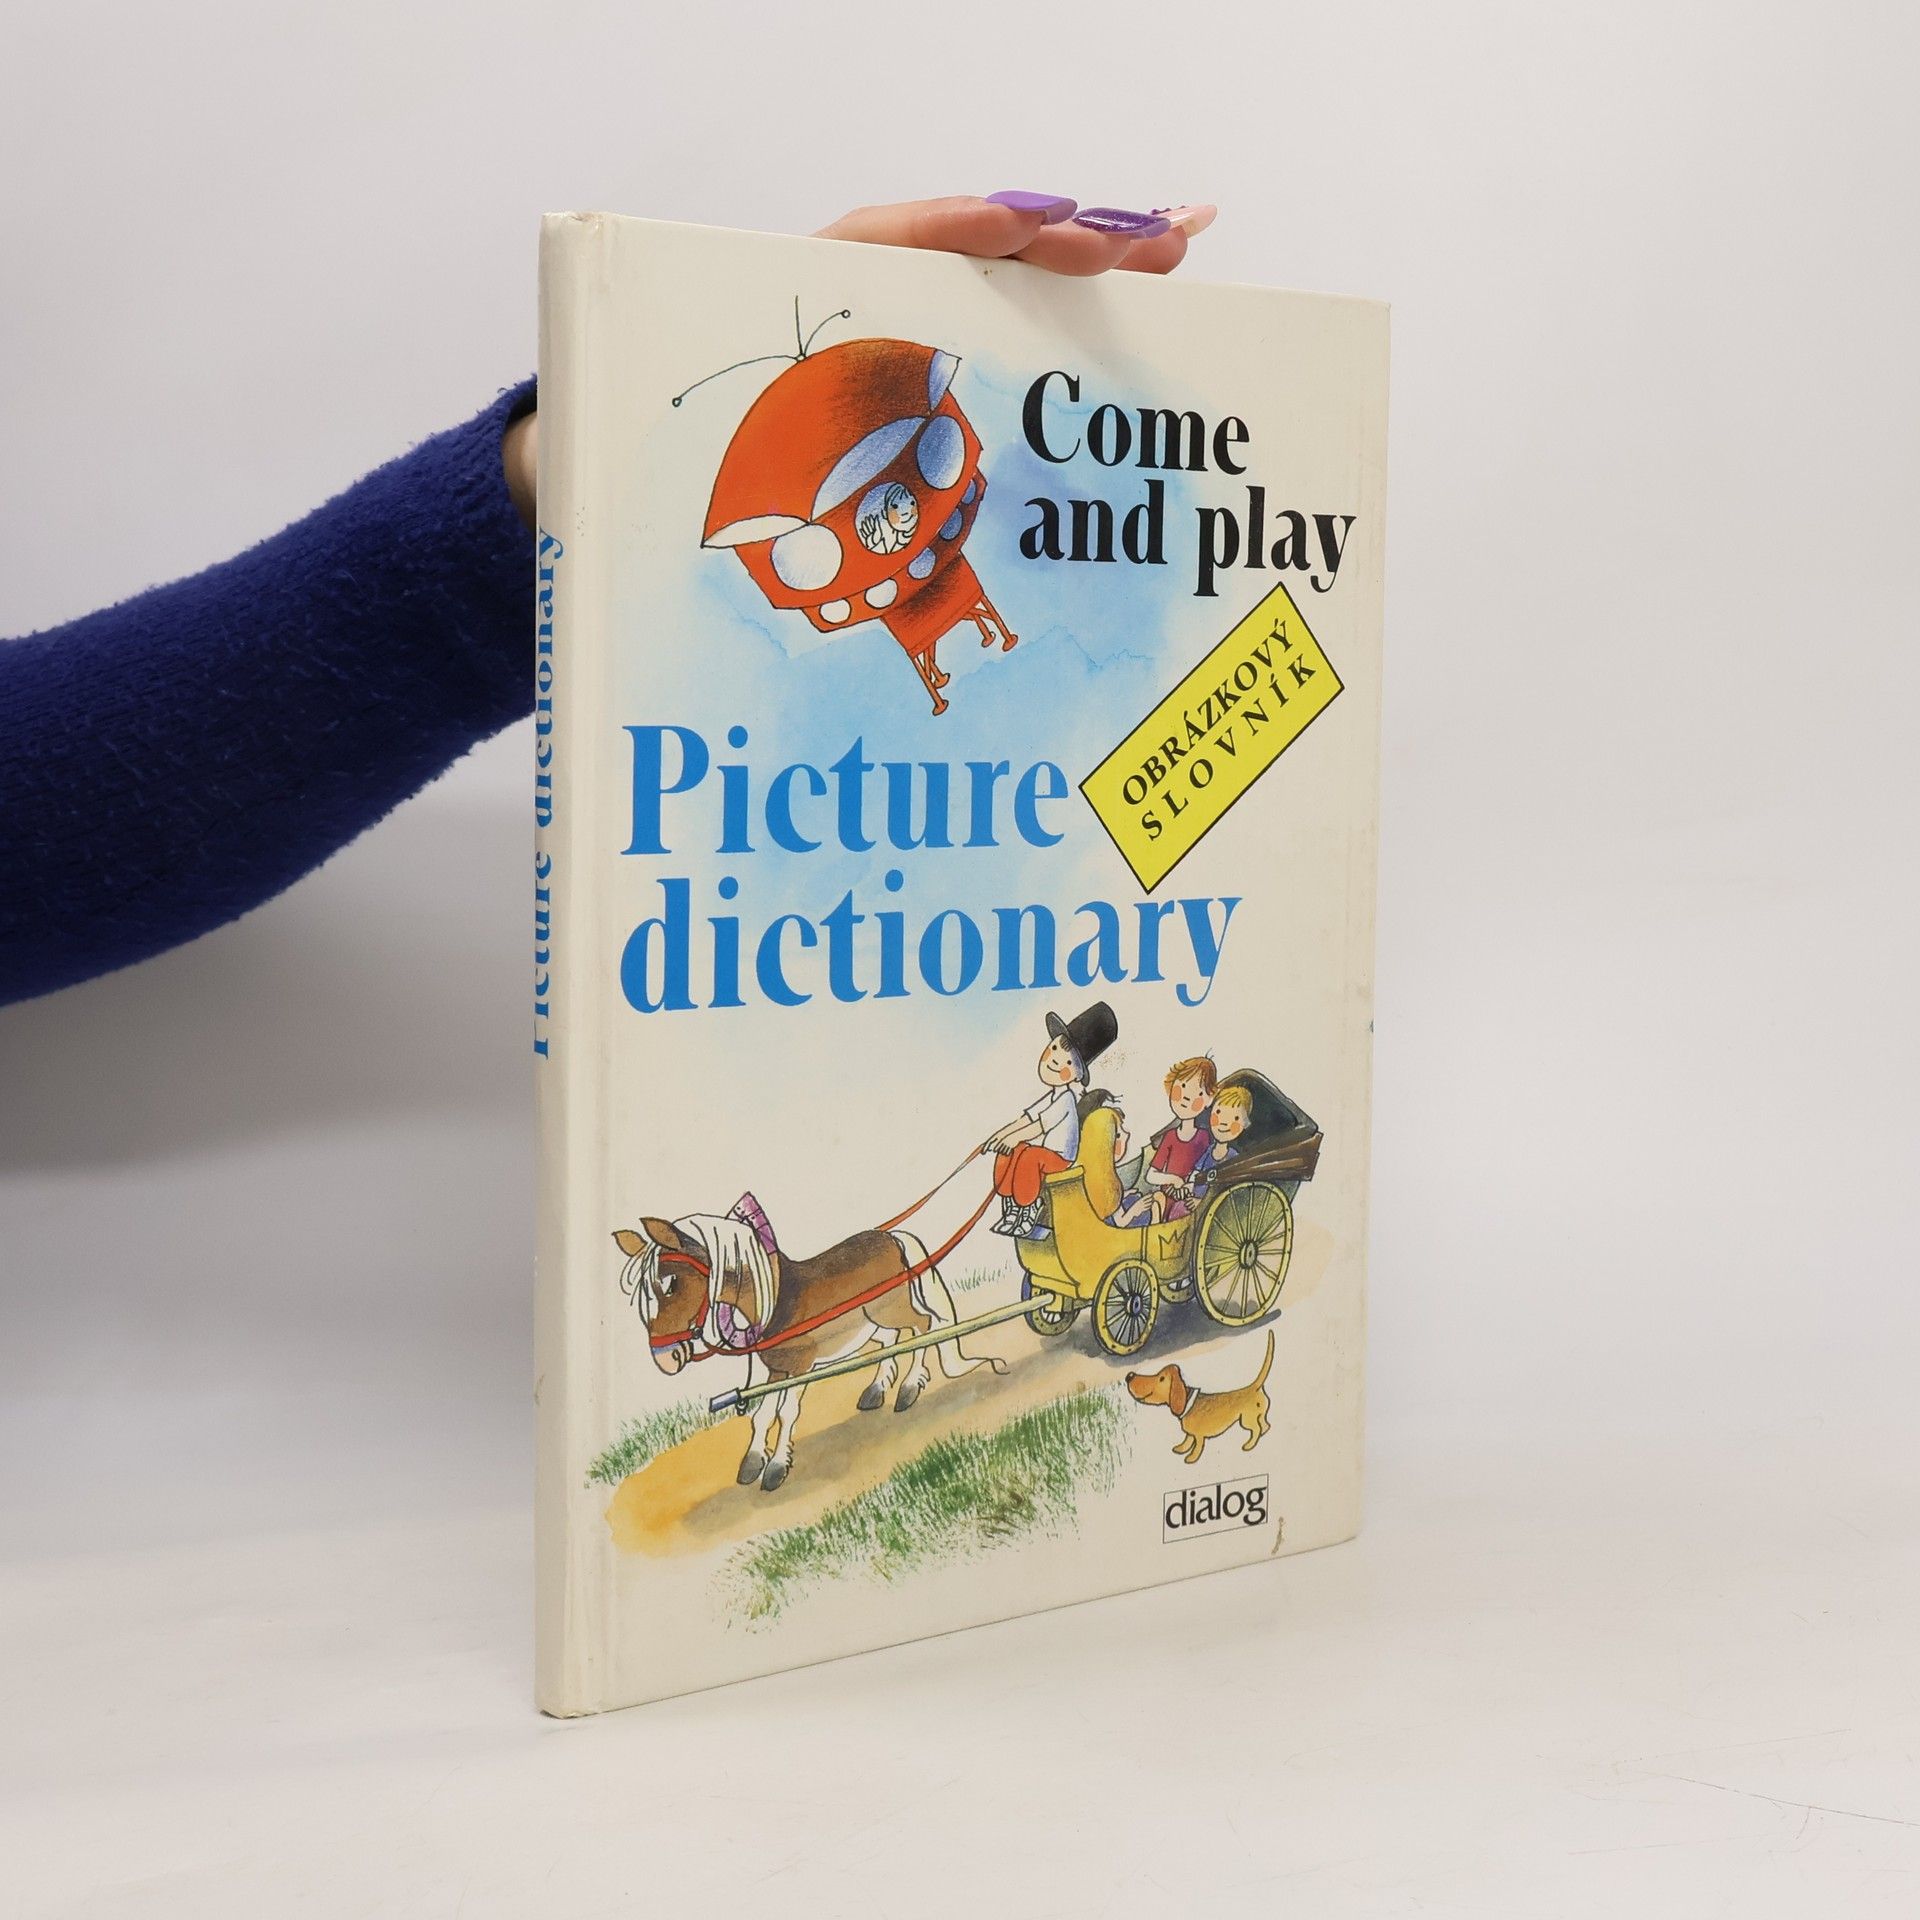 Come
and play
OBRÁZKOVÝ
SLOVNÍK
Picture
dictionary
dialog
Picture dictionary